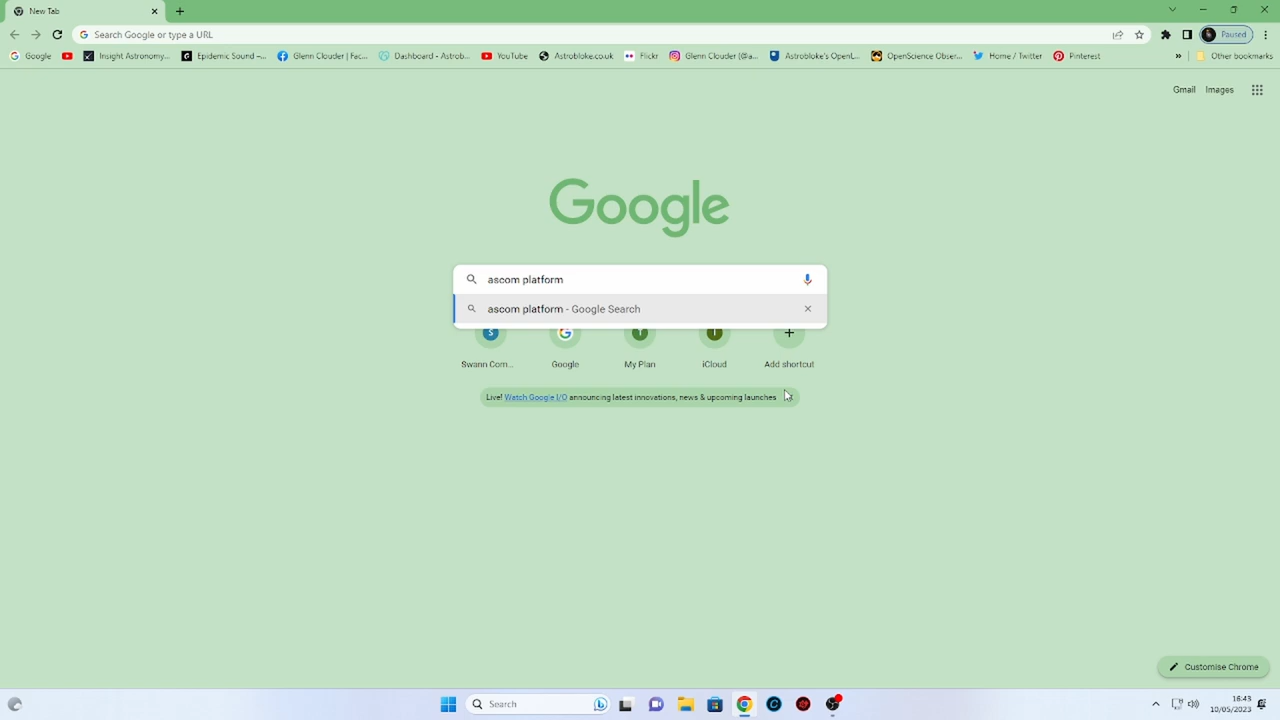 New Tab
Search Google or type a URL
Paused
Google
Insight Astronomy...
Epidemic Sound –...
Glenn Clouder | Fac...
Dashboard - Astrob...
YouTube
Astrobloke.co.uk
Flickr
Glenn Clouder (@a...
Astrobloke's OpenL...
OpenScience Obser...
Home / Twitter
Pinterest
»
Other bookmarks
Gmail
Images
Google
ascom platform
ascom platform - Google Search
S
T
I
Swann Com...
Google
My Plan
iCloud
Add shortcut
Live! Watch Google I/O announcing latest innovations, news & upcoming launches
Customise Chrome
Search
16:43
10/05/2023